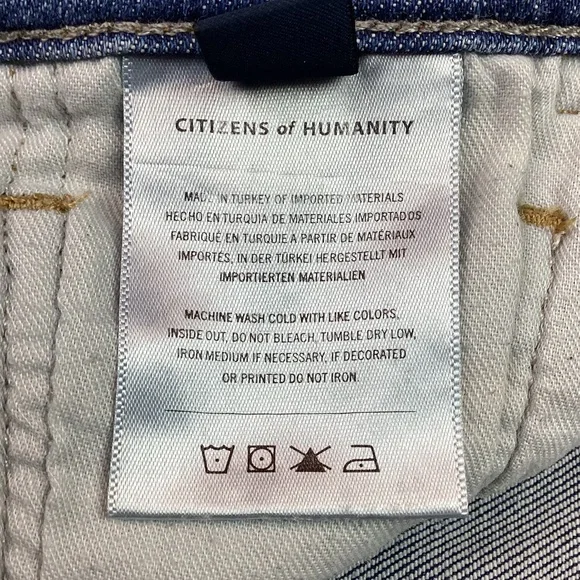 CITIZENS of HUMANITY
MADE IN TURKEY OF IMPORTED MATERIALS
HECHO EN TURQUIA DE MATERIALES IMPORTADOS
FABRIQUÉ EN TURQUIE A PARTIR DE MATÉRIAUX
IMPORTÉS, IN DER TÜRKEI HERGESTELLT MIT
IMPORTIERTEN MATERIALIEN
MACHINE WASH COLD WITH LIKE COLORS,
INSIDE OUT, DO NOT BLEACH, TUMBLE DRY LOW,
IRON MEDIUM IF NECESSARY, IF DECORATED
OR PRINTED DO NOT IRON